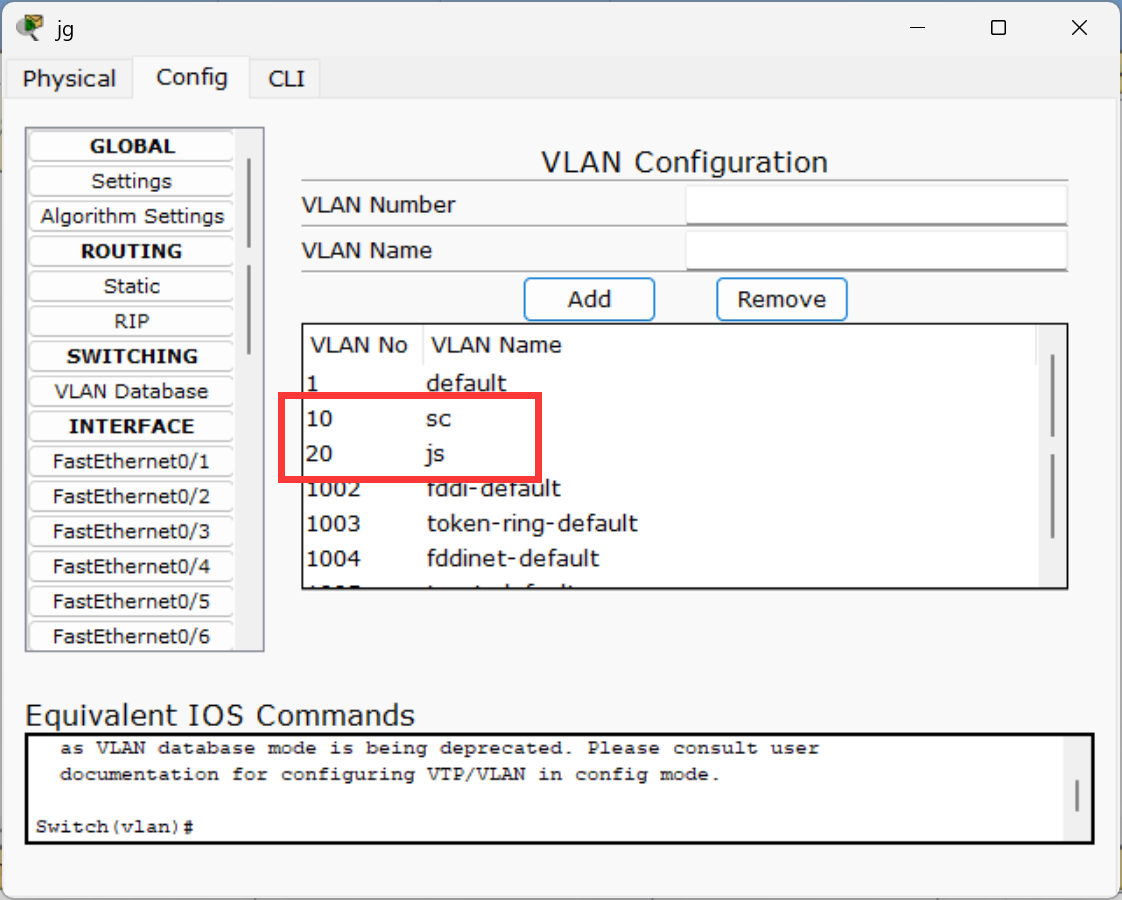 jg
Physical Config CLI
GLOBAL
Settings
Algorithm Settings
ROUTING
Static
RIP
SWITCHING
VLAN Database
INTERFACE
FastEthernet0/1
FastEthernet0/2
FastEthernet0/3
FastEthernet0/4
FastEthernet0/5
FastEthernet0/6
VLAN Configuration
VLAN Number
VLAN Name
Add Remove
VLAN No VLAN Name
1 default
10 sc
20 js
1002 fddi-default
1003 token-ring-default
1004 fddinet-default
Equivalent IOS Commands
as VLAN database mode is being deprecated. Please consult user
documentation for configuring VTP/VLAN in config mode.
Switch(vlan)#